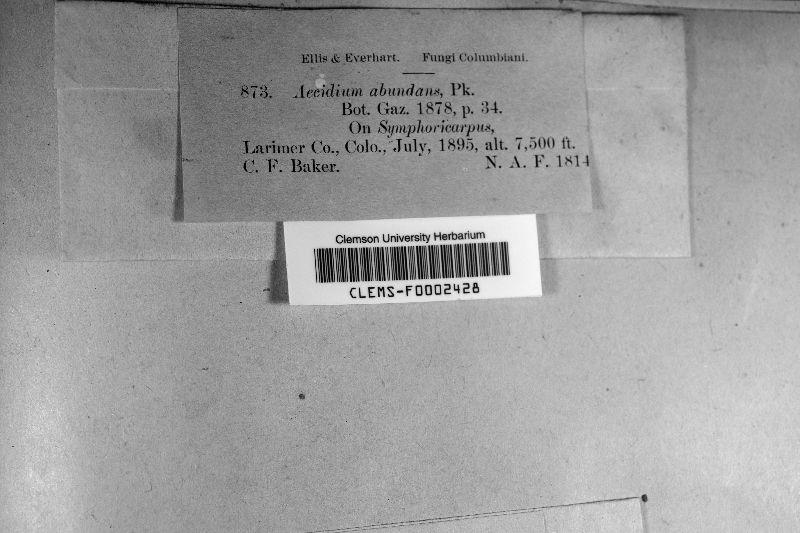 Ellis & Everhart. Fungi Columbiani.
873. Aecidium abundans, Pk.
Bot. Gaz. 1878, p. 34.
On Symphoricarpus,
Larimer Co., Colo., July, 1895, alt. 7,500 ft.
C. F. Baker. N. A. F. 1814
Clemson University Herbarium
CLEMS-F0002428